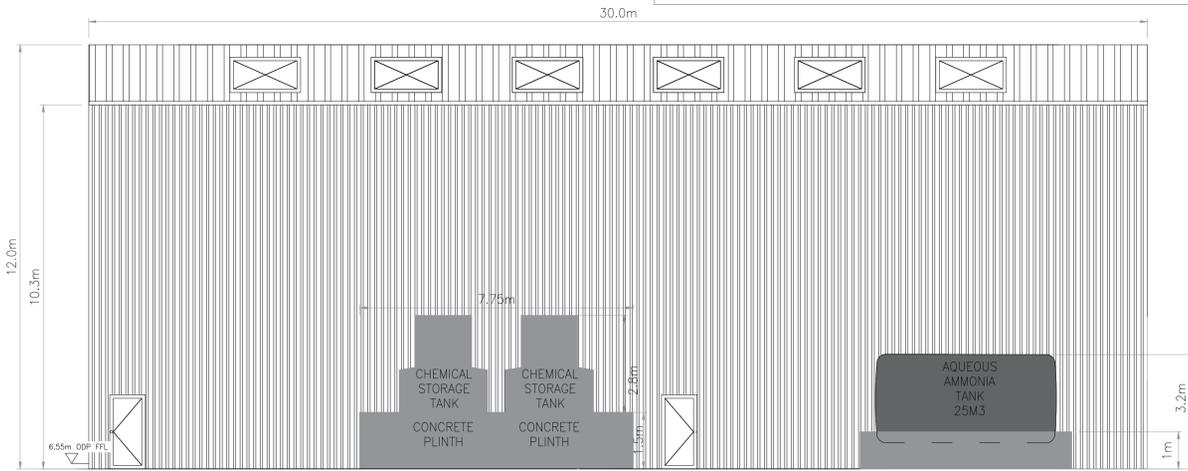 30.0m
12.0m
10.3m
7.75m
CHEMICAL
STORAGE
TANK
CONCRETE
PLINTH
CHEMICAL
STORAGE
TANK
CONCRETE
PLINTH
2.8m
1.5m
AQUEOUS
AMMONIA
TANK
25M3
3.2m
1m
6.55m ODP FFL